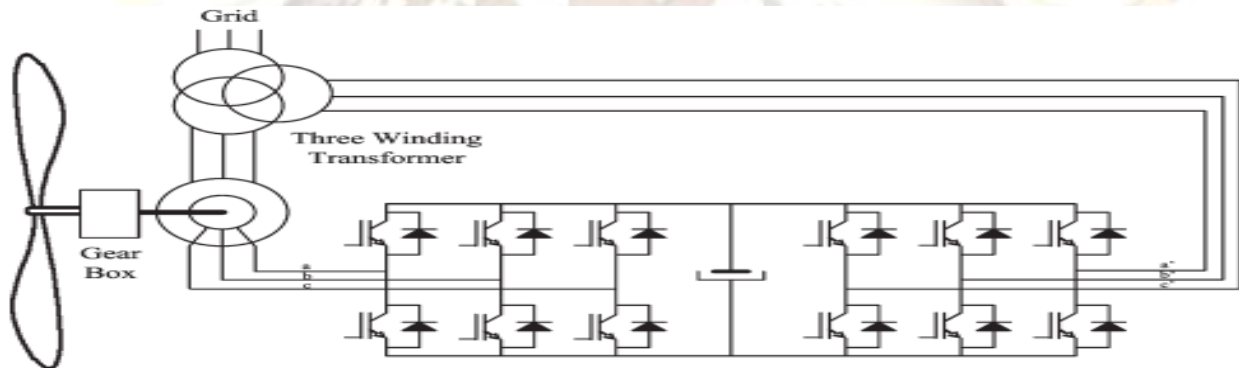 Grid
Three Winding
Transformer
Gear
Box
a
b
c
a'
b'
c'